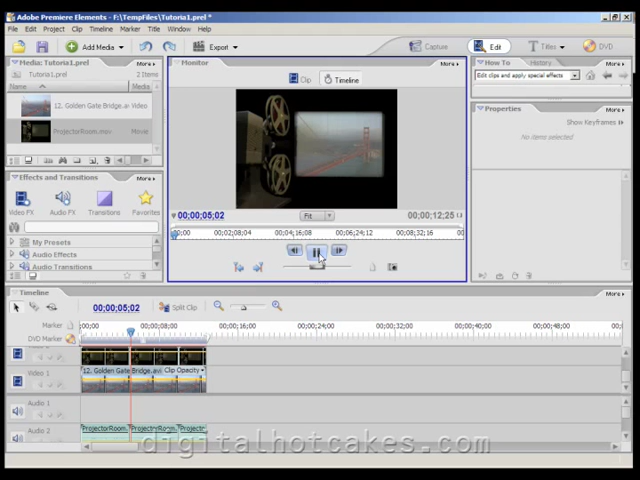 Adobe Premiere Elements - F:\TempFiles\Tutoria1.prel *
File Edit Project Clip Timeline Marker Title Window Help
Add Media Export Capture Edit Titles DVD
Media: Tutoria1.prel More
Tutoria1.prel 2 Items
Name Media
12. Golden Gate Bridge.av Video
ProjectorRoom.mov Movie
Effects and Transitions More
Video FX Audio FX Transitions Favorites
My Presets
Audio Effects
Audio Transitions
Monitor More
Clip Timeline
00;00;05;02 Fit 00;00;12;25
00;00 00;02;08;04 00;04;16;08 00;06;24;12 00;08;32;16 00
How To History
Edit clips and apply special effects More
Properties
Show Keyframes
No items selected
Timeline More
00;00;05;02 Split Clip
Marker ;00;00 00;00;08;00 00;00;16;00 00;00;24;00 00;00;32;00 00;00;40;00 00;00;48;00 00;
DVD Marker
Video 1 12. Golden Gate Bridge.avi Clip Opacity
Audio 1
Audio 2 ProjectorRoom. ProjectorRoom. Projectc
digitalhotcakes.com